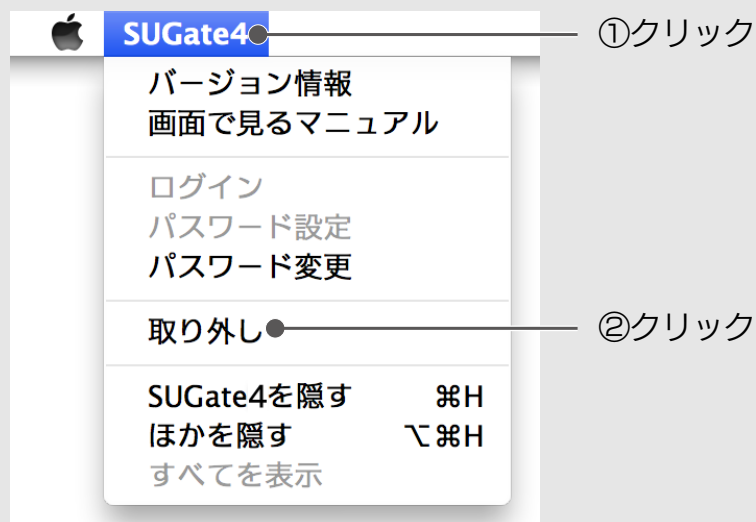 SUGate4 ①クリック
バージョン情報
画面で見るマニュアル
ログイン
パスワード設定
パスワード変更
取り外し ②クリック
SUGate4を隠す ⌘H
ほかを隠す ⌥⌘H
すべてを表示